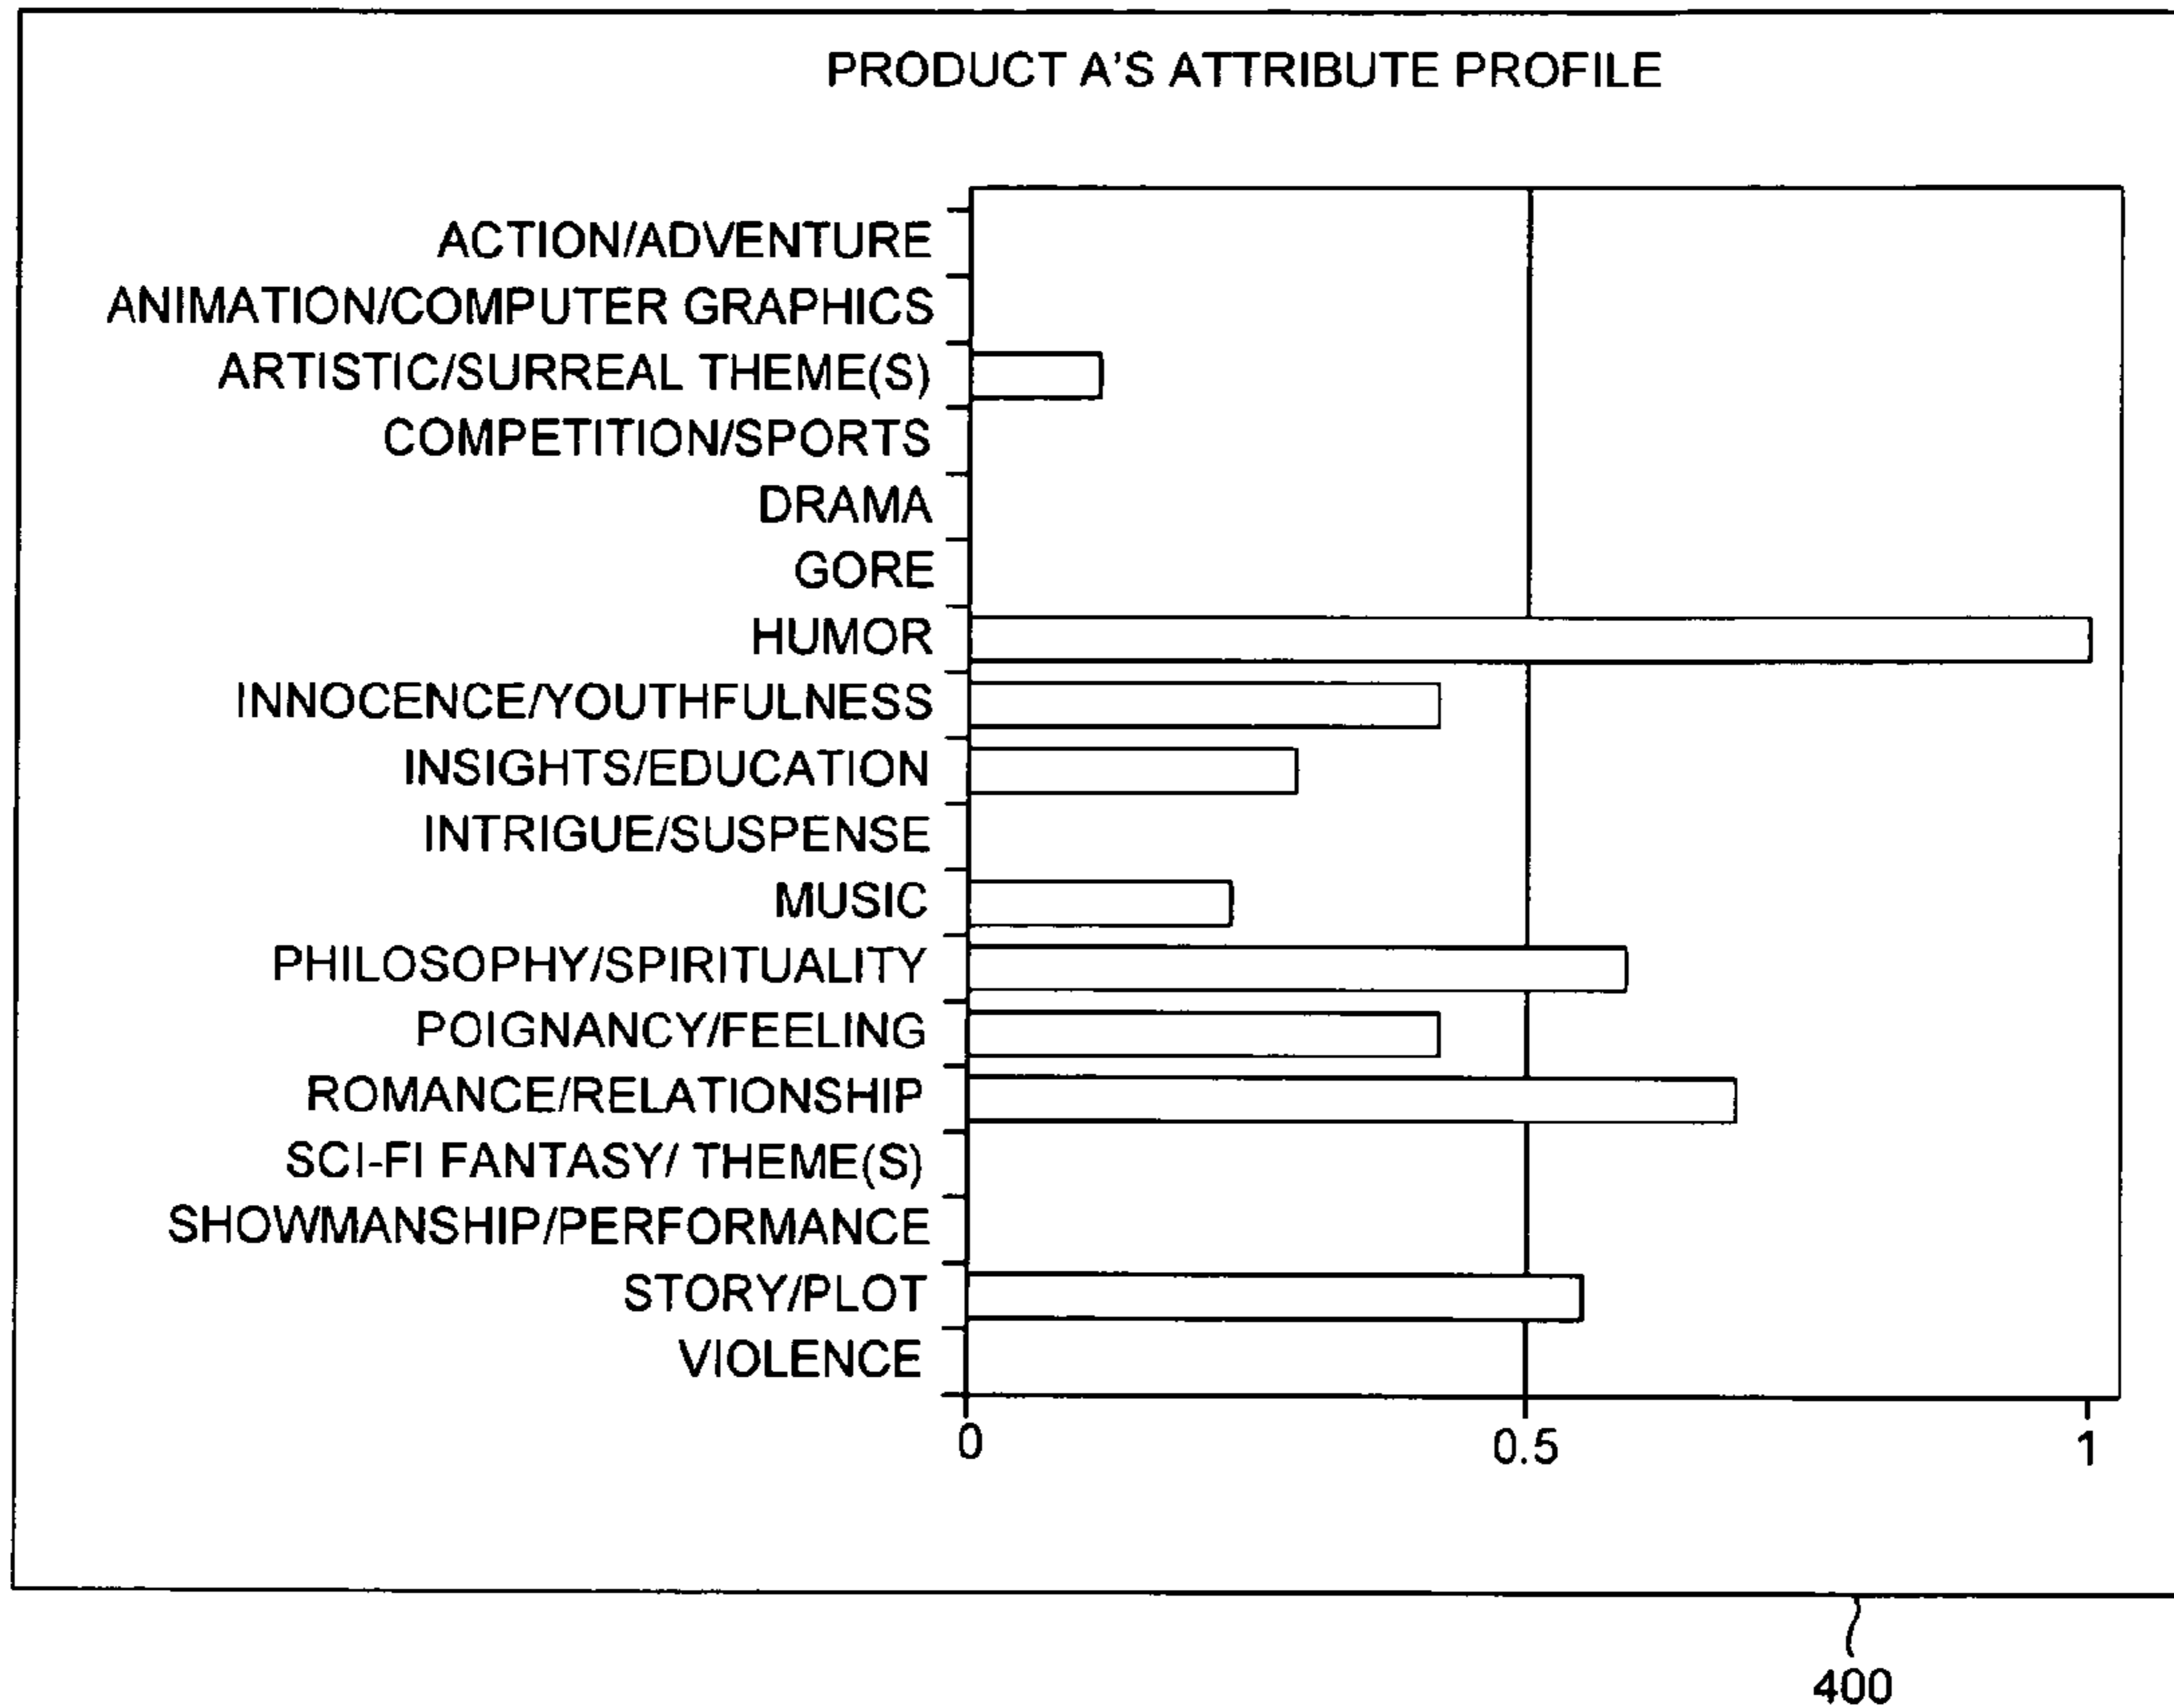 PRODUCT A'S ATTRIBUTE PROFILE
ACTION/ADVENTURE
ANIMATION/COMPUTER GRAPHICS
ARTISTIC/SURREAL THEME(S)
COMPETITION/SPORTS
DRAMA
GORE
HUMOR
INNOCENCE/YOUTHFULNESS
INSIGHTS/EDUCATION
INTRIGUE/SUSPENSE
MUSIC
PHILOSOPHY/SPIRITUALITY
POIGNANCY/FEELING
ROMANCE/RELATIONSHIP
SCI-FI FANTASY/ THEME(S)
SHOWMANSHIP/PERFORMANCE
STORY/PLOT
VIOLENCE
0 0.5 1
400